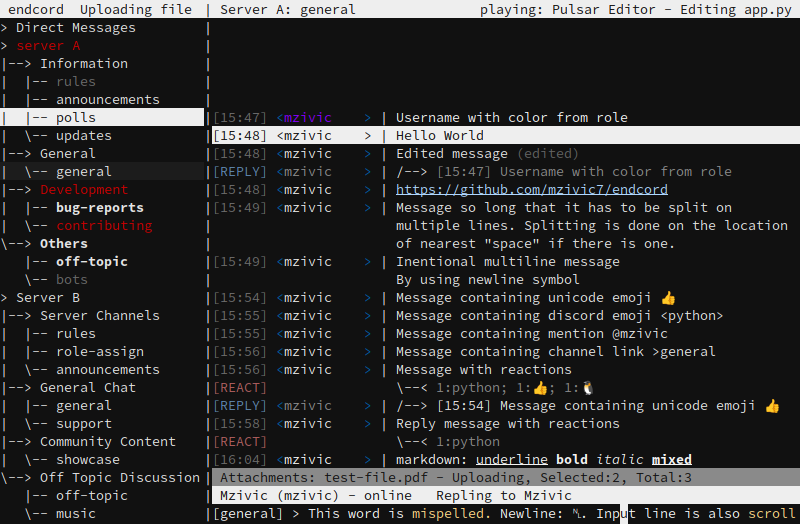 endcord  Uploading file | Server A: general playing: Pulsar Editor - Editing app.py
> Direct Messages
> server A
|--> Information
|  |-- rules
|  |-- announcements
|  |-- polls
|  \-- updates
|--> General
|  \-- general
|--> Development
|  |-- bug-reports
|  \-- contributing
\--> Others
   |-- off-topic
   \-- bots
> Server B
|--> Server Channels
|  |-- rules
|  |-- role-assign
|  \-- announcements
|--> General Chat
|  |-- general
|  \-- support
|--> Community Content
|  \-- showcase
\--> Off Topic Discussion
   |-- off-topic
   \-- music
[15:47] <mzivic    > | Username with color from role
[15:48] <mzivic    > | Hello World
[15:48] <mzivic    > | Edited message (edited)
[REPLY] <mzivic    > | /--> [15:47] Username with color from role
[15:48] <mzivic    > | https://github.com/mzivic7/endcord
[15:49] <mzivic    > | Message so long that it has to be split on
multiple lines. Splitting is done on the location
of nearest "space" if there is one.
[15:49] <mzivic    > | Inentional multiline message
By using newline symbol
[15:54] <mzivic    > | Message containing unicode emoji 👍
[15:55] <mzivic    > | Message containing discord emoji <python>
[15:55] <mzivic    > | Message containing mention @mzivic
[15:56] <mzivic    > | Message containing channel link >general
[15:56] <mzivic    > | Message with reactions
[REACT] \--< 1:python; 1:👍; 1:🐧
[REPLY] <mzivic    > | /--> [15:54] Message containing unicode emoji 👍
[15:58] <mzivic    > | Reply message with reactions
[REACT] \--< 1:python
[16:04] <mzivic    > | markdown: underline bold italic mixed
Attachments: test-file.pdf - Uploading, Selected:2, Total:3
Mzivic (mzivic) - online   Repling to Mzivic
[general] > This word is mispelled. Newline: ␤. Input line is also scroll